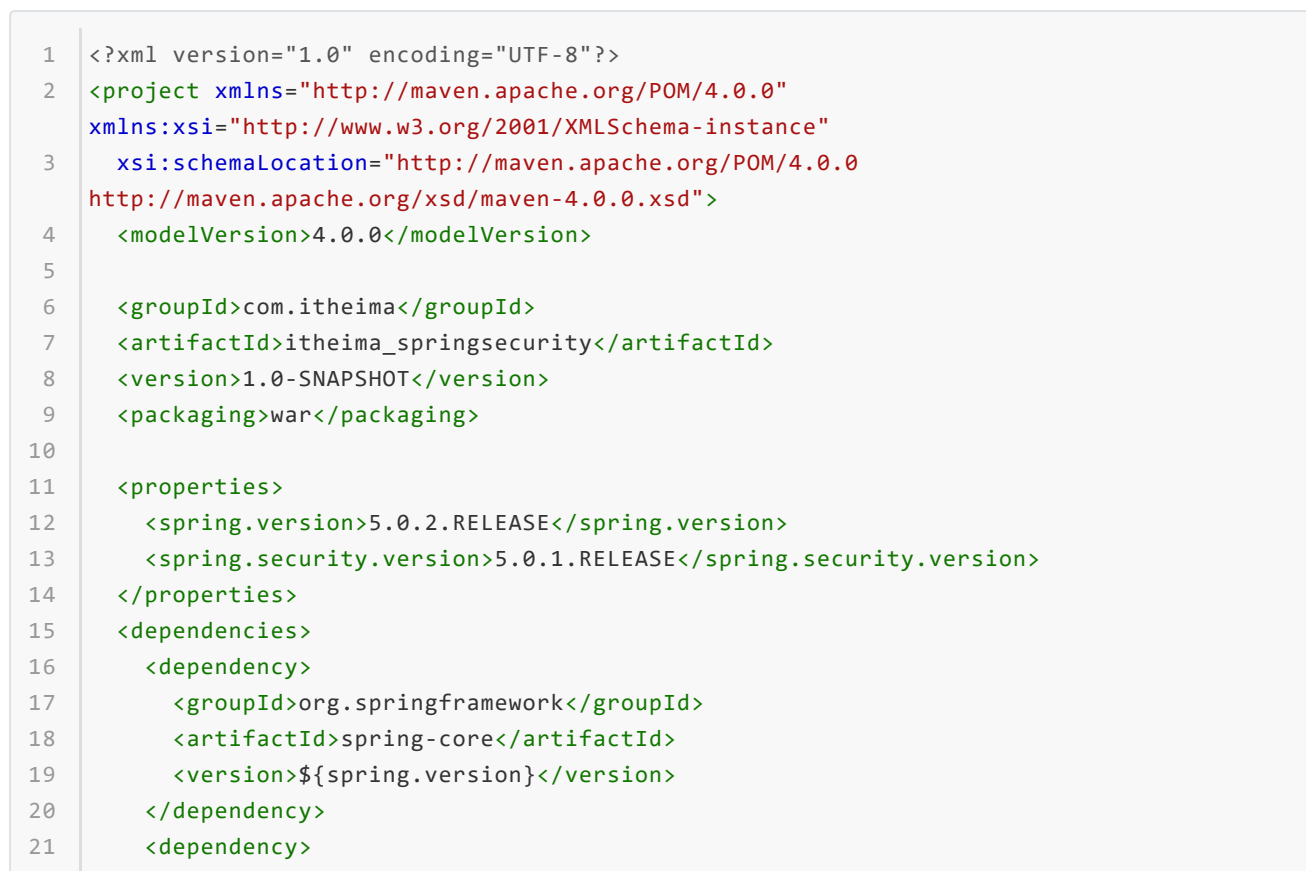 1 <?xml version="1.0" encoding="UTF-8"?>
2 <project xmlns="http://maven.apache.org/POM/4.0.0"
xmlns:xsi="http://www.w3.org/2001/XMLSchema-instance"
3   xsi:schemaLocation="http://maven.apache.org/POM/4.0.0
http://maven.apache.org/xsd/maven-4.0.0.xsd">
4   <modelVersion>4.0.0</modelVersion>
5
6   <groupId>com.itheima</groupId>
7   <artifactId>itheima_springsecurity</artifactId>
8   <version>1.0-SNAPSHOT</version>
9   <packaging>war</packaging>
10
11   <properties>
12     <spring.version>5.0.2.RELEASE</spring.version>
13     <spring.security.version>5.0.1.RELEASE</spring.security.version>
14   </properties>
15   <dependencies>
16     <dependency>
17       <groupId>org.springframework</groupId>
18       <artifactId>spring-core</artifactId>
19       <version>${spring.version}</version>
20     </dependency>
21     <dependency>